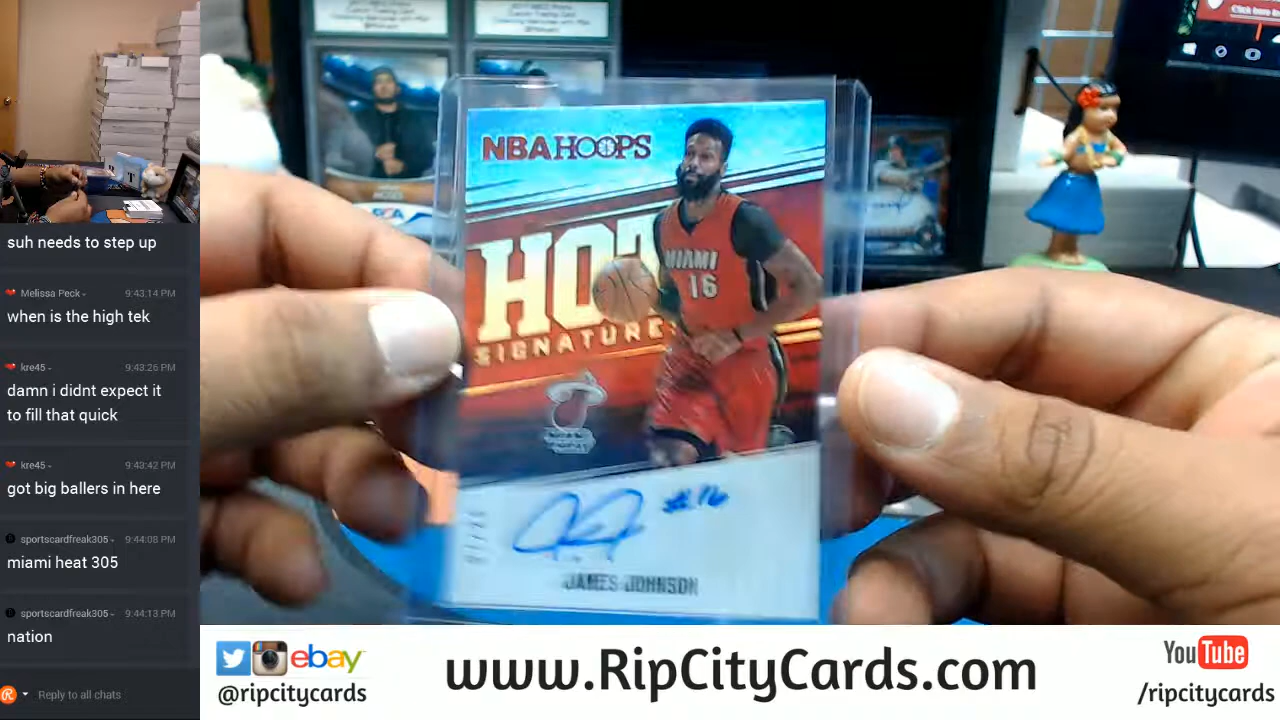 suh needs to step up
Melissa Peck
9:43:14 PM
when is the high tek
kre45
9:43:26 PM
damn i didnt expect it
to fill that quick
kre45
9:43:42 PM
got big ballers in here
sportscardfreak305
9:44:08 PM
miami heat 305
sportscardfreak305
9:44:13 PM
nation
Reply to all chats
NBA HOOPS
HOT
SIGNATURES
MIAMI
16
#16
JAMES JOHNSON
ebay
@ripcitycards
www.RipCityCards.com
YouTube
/ripcitycards